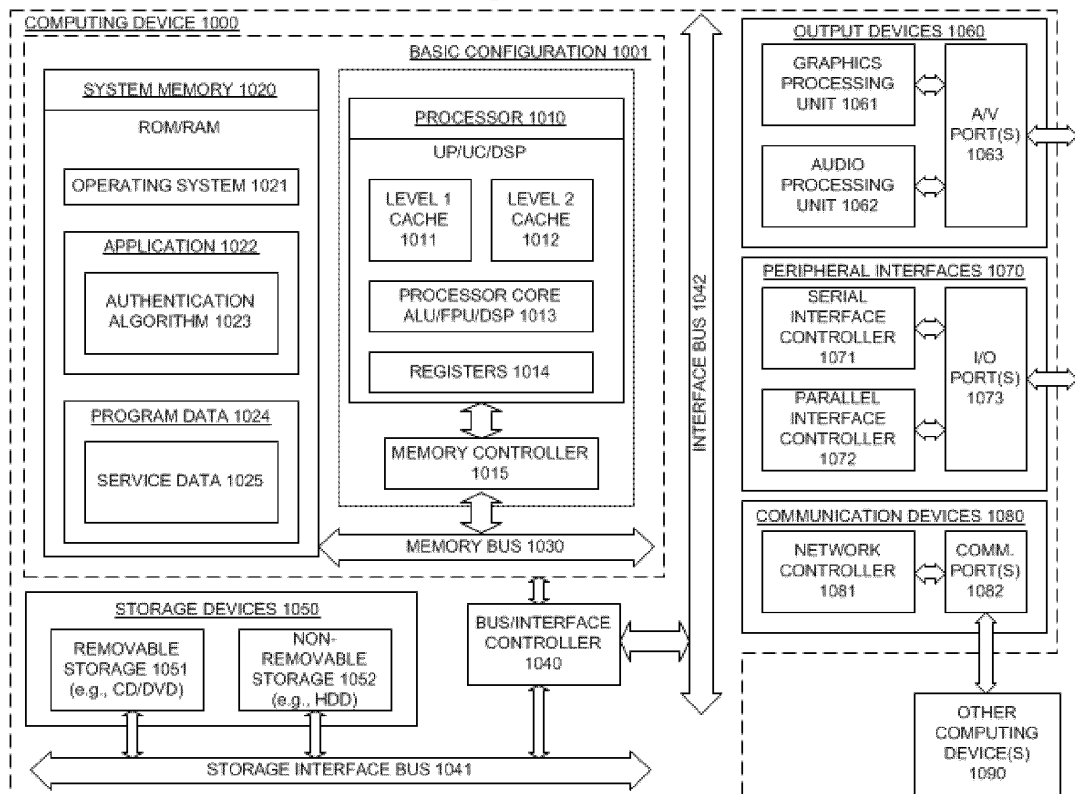 COMPUTING DEVICE 1000
BASIC CONFIGURATION 1001
SYSTEM MEMORY 1020
ROM/RAM
OPERATING SYSTEM 1021
APPLICATION 1022
AUTHENTICATION
ALGORITHM 1023
PROGRAM DATA 1024
SERVICE DATA 1025
PROCESSOR 1010
UP/UC/DSP
LEVEL 1
CACHE
1011
LEVEL 2
CACHE
1012
PROCESSOR CORE
ALU/FPU/DSP 1013
REGISTERS 1014
MEMORY CONTROLLER
1015
MEMORY BUS 1030
INTERFACE BUS 1042
OUTPUT DEVICES 1060
GRAPHICS
PROCESSING
UNIT 1061
AUDIO
PROCESSING
UNIT 1062
A/V
PORT(S)
1063
PERIPHERAL INTERFACES 1070
SERIAL
INTERFACE
CONTROLLER
1071
PARALLEL
INTERFACE
CONTROLLER
1072
I/O
PORT(S)
1073
COMMUNICATION DEVICES 1080
NETWORK
CONTROLLER
1081
COMM.
PORT(S)
1082
STORAGE DEVICES 1050
REMOVABLE
STORAGE 1051
(e.g., CD/DVD)
NON-
REMOVABLE
STORAGE 1052
(e.g., HDD)
BUS/INTERFACE
CONTROLLER
1040
STORAGE INTERFACE BUS 1041
OTHER
COMPUTING
DEVICE(S)
1090